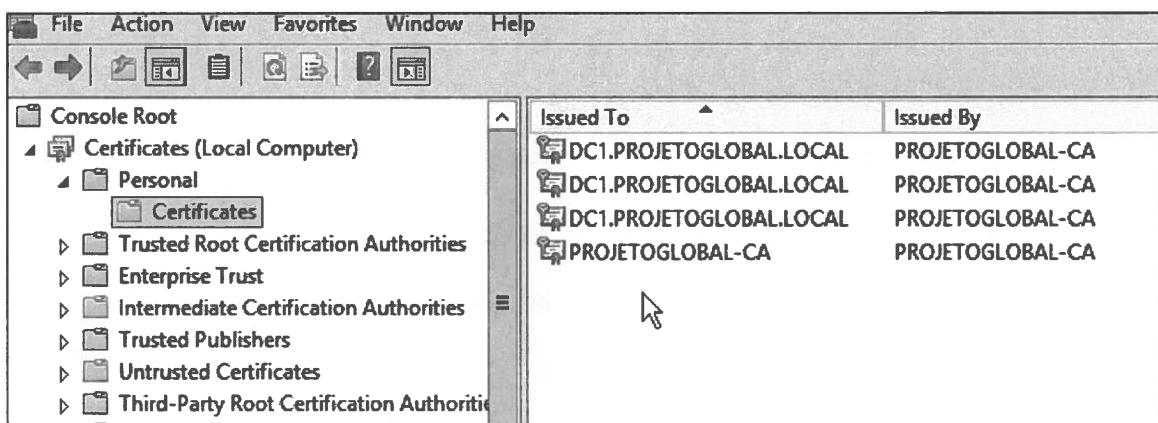 File Action View Favorites Window Help
Console Root
Certificates (Local Computer)
Personal
Certificates
Trusted Root Certification Authorities
Enterprise Trust
Intermediate Certification Authorities
Trusted Publishers
Untrusted Certificates
Third-Party Root Certification Authoritie
Issued To Issued By
DC1.PROJETOGLOBAL.LOCAL PROJETOGLOBAL-CA
DC1.PROJETOGLOBAL.LOCAL PROJETOGLOBAL-CA
DC1.PROJETOGLOBAL.LOCAL PROJETOGLOBAL-CA
PROJETOGLOBAL-CA PROJETOGLOBAL-CA